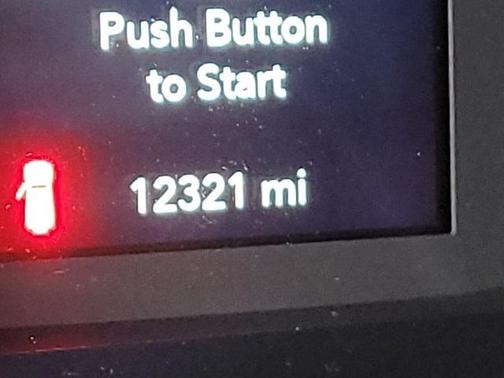 Push Button
to Start
12321 mi